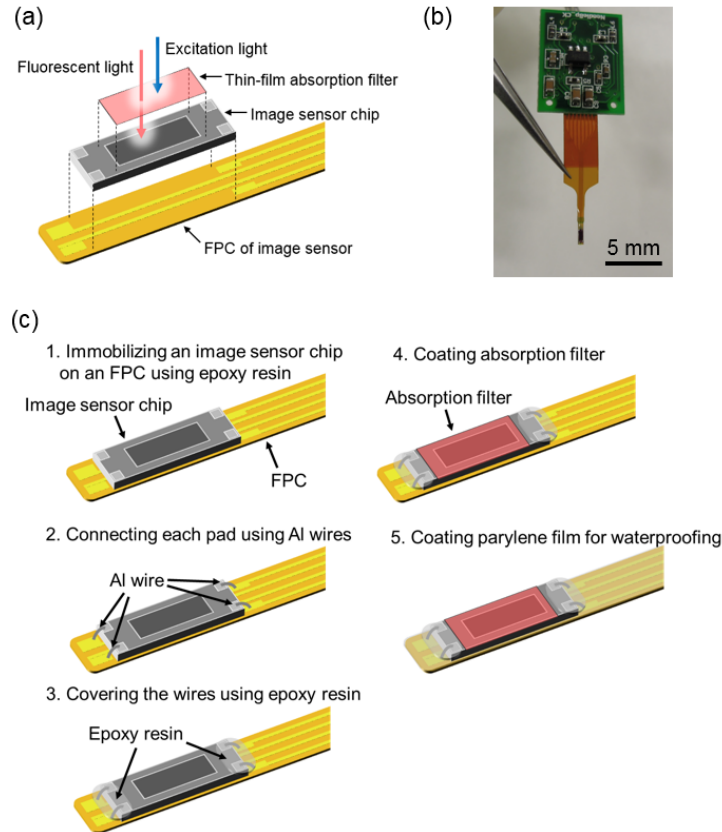 (a)
Excitation light
Fluorescent light
Thin-film absorption filter
Image sensor chip
FPC of image sensor
(b)
5 mm
(c)
1. Immobilizing an image sensor chip
on an FPC using epoxy resin
Image sensor chip
FPC
2. Connecting each pad using Al wires
Al wire
3. Covering the wires using epoxy resin
Epoxy resin
4. Coating absorption filter
Absorption filter
5. Coating parylene film for waterproofing